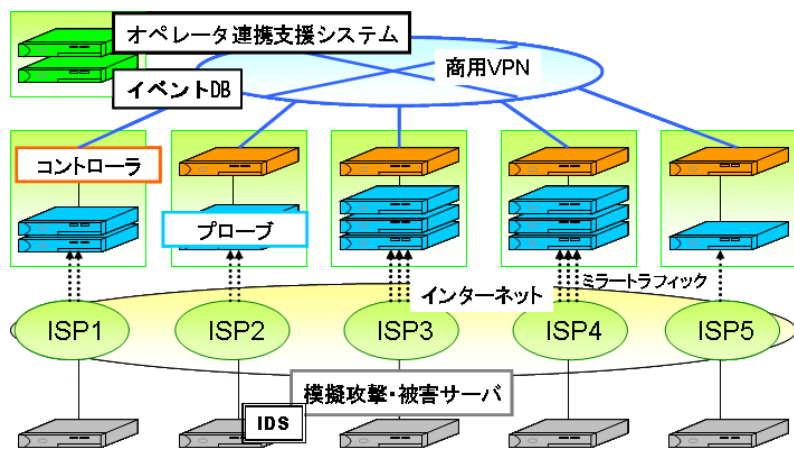 オペレータ連携支援システム
商用VPN
イベントDB
コントローラ
プローブ
ミラートラフィック
インターネット
ISP1
ISP2
ISP3
ISP4
ISP5
模擬攻撃・被害サーバ
IDS